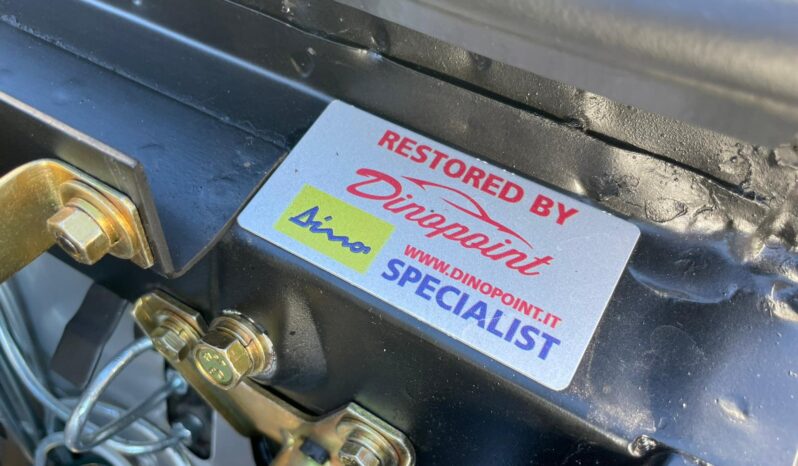 RESTORED BY
Dinopoint
Dino
WWW.DINOPOINT.IT
SPECIALIST